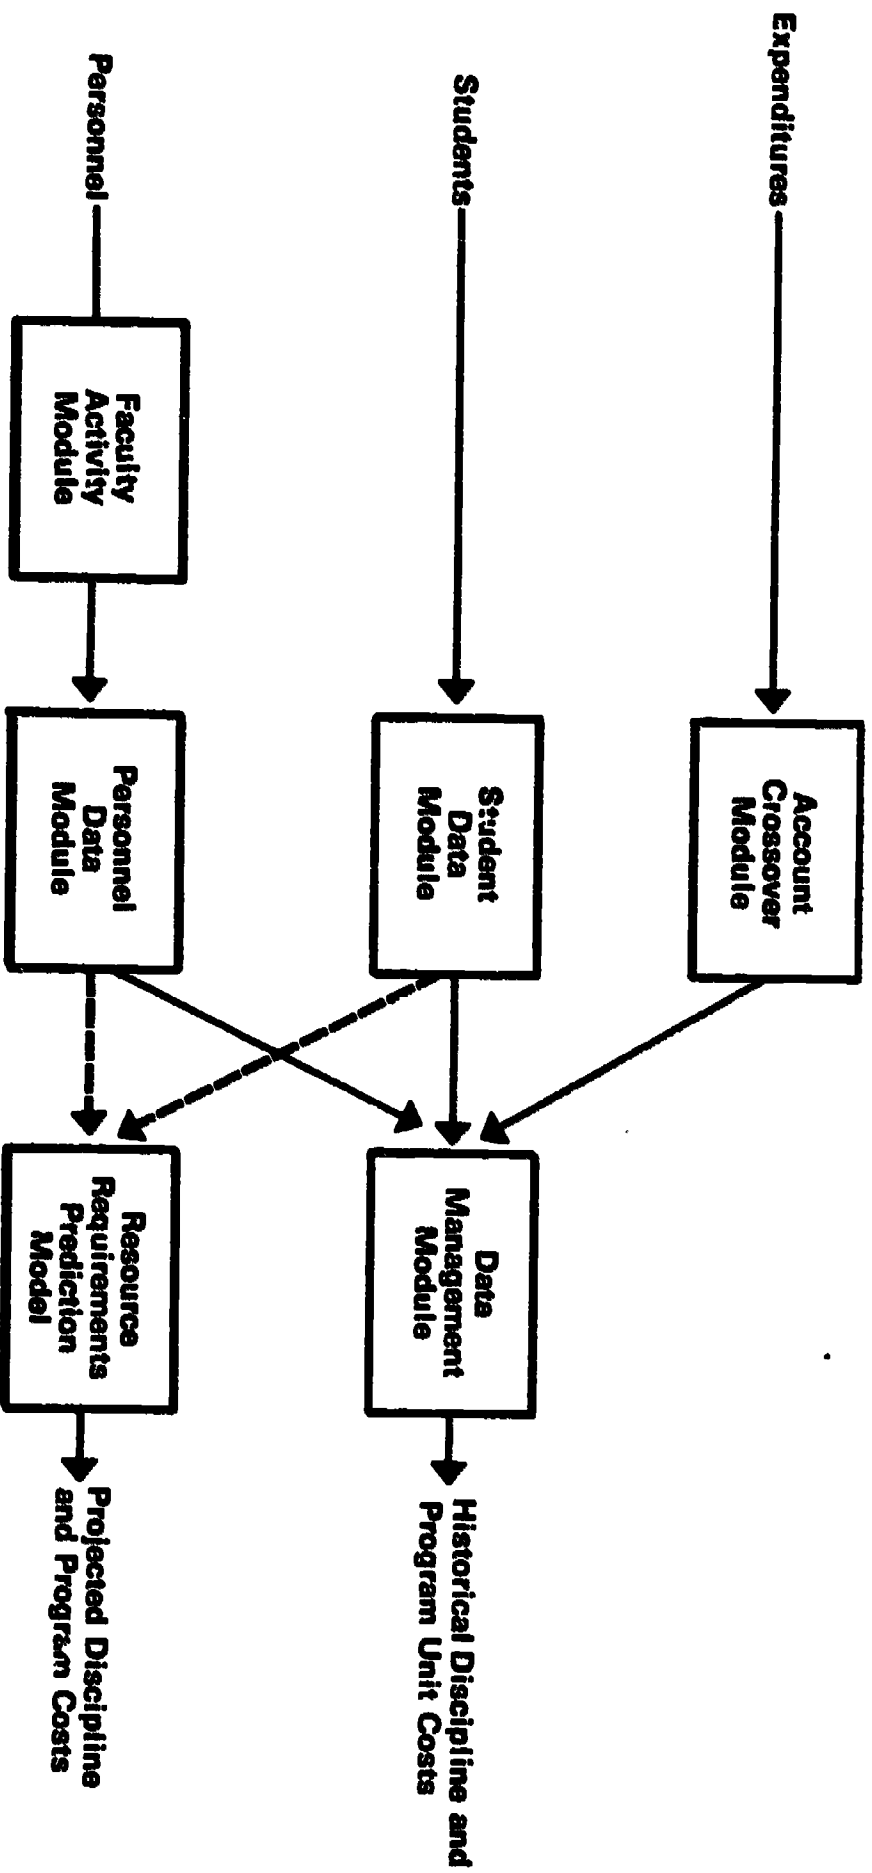 Expenditures
Account
Crossover
Module
Students
Student
Data
Module
Data
Management
Module
Historical Discipline and
Program Unit Costs
Personnel
Faculty
Activity
Module
Personnel
Data
Module
Resource
Requirements
Prediction
Model
Projected Discipline
and Program Costs